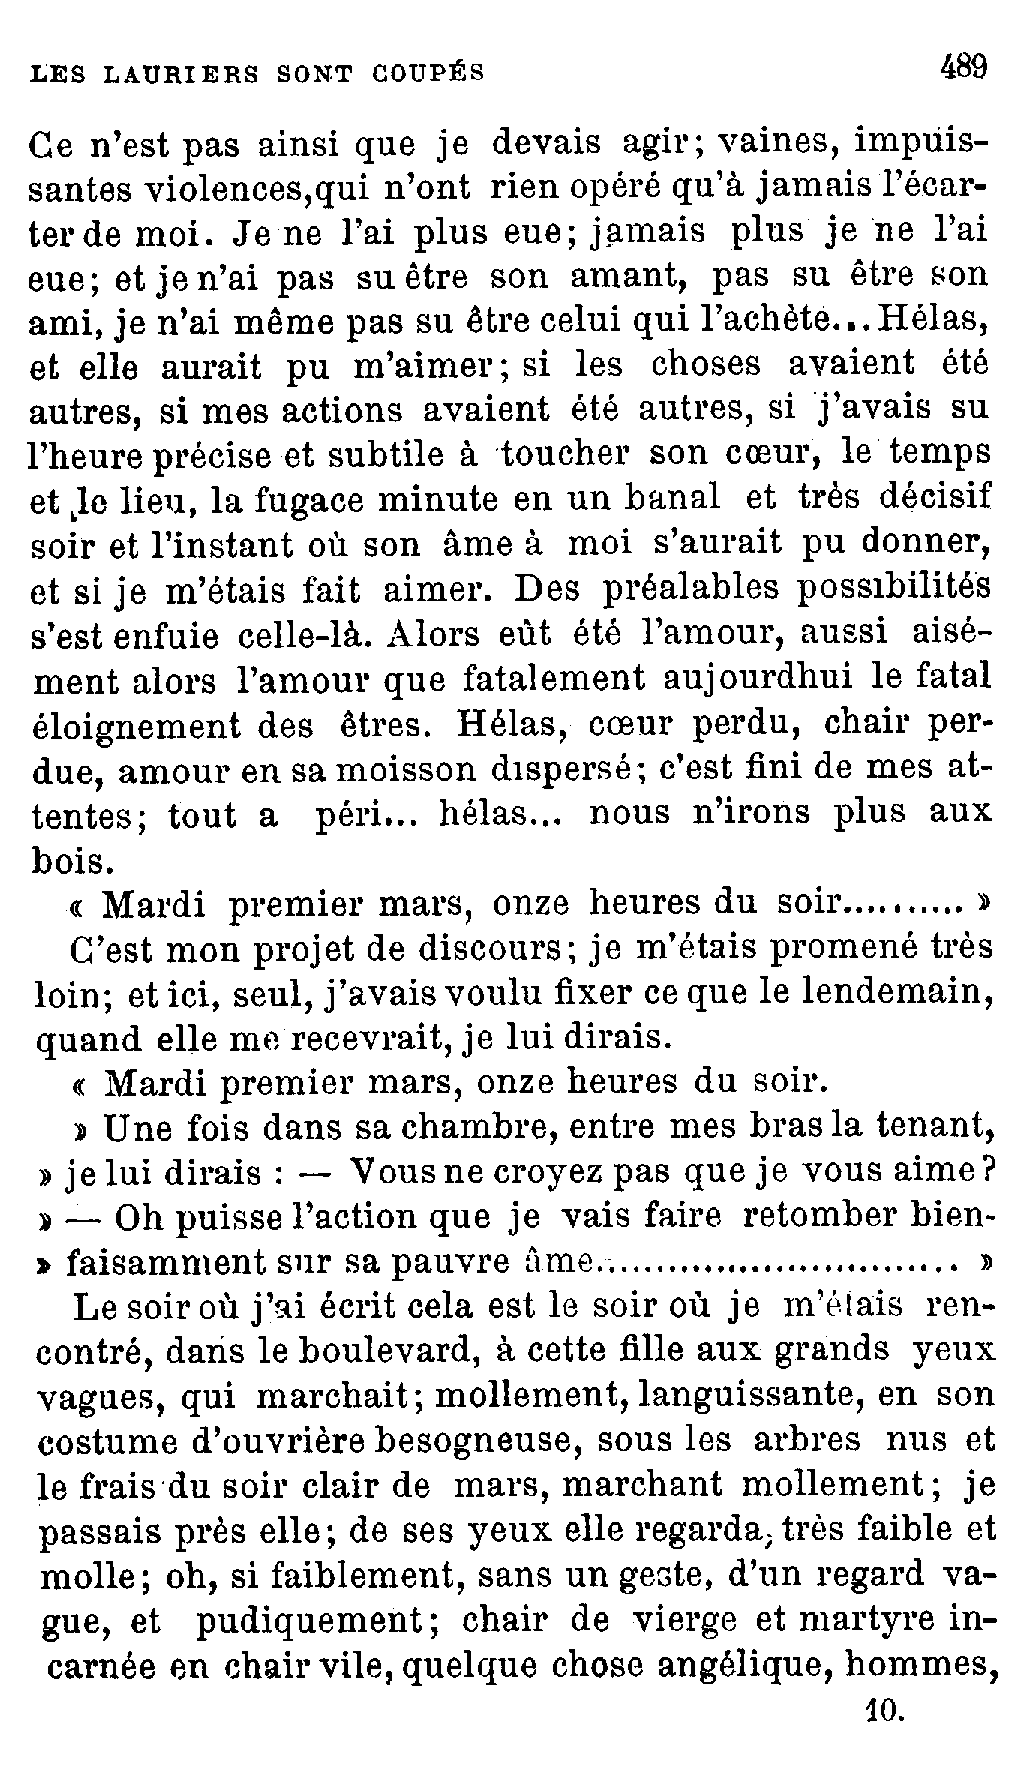 LES LAURIERS SONT COUPÉS 489
Ce n'est pas ainsi que je devais agir; vaines, impuis-
santes violences, qui n'ont rien opéré qu'à jamais l'écar-
ter de moi. Je ne l'ai plus eue; jamais plus je ne l'ai
eue; et je n'ai pas su être son amant, pas su être son
ami, je n'ai même pas su être celui qui l'achète... Hélas,
et elle aurait pu m'aimer; si les choses avaient été
autres, si mes actions avaient été autres, si j'avais su
l'heure précise et subtile à toucher son cœur, le temps
et le lieu, la fugace minute en un banal et très décisif
soir et l'instant où son âme à moi s'aurait pu donner,
et si je m'étais fait aimer. Des préalables possibilités
s'est enfuie celle-là. Alors eût été l'amour, aussi aisé-
ment alors l'amour que fatalement aujourdhui le fatal
éloignement des êtres. Hélas, cœur perdu, chair per-
due, amour en sa moisson dispersé; c'est fini de mes at-
tentes; tout a péri... hélas... nous n'irons plus aux
bois.
« Mardi premier mars, onze heures du soir.......... »
C'est mon projet de discours; je m'étais promené très
loin; et ici, seul, j'avais voulu fixer ce que le lendemain,
quand elle me recevrait, je lui dirais.
« Mardi premier mars, onze heures du soir.
» Une fois dans sa chambre, entre mes bras la tenant,
» je lui dirais : — Vous ne croyez pas que je vous aime?
» — Oh puisse l'action que je vais faire retomber bien-
» faisamment sur sa pauvre âme.............................. »
Le soir où j'ai écrit cela est le soir où je m'étais ren-
contré, dans le boulevard, à cette fille aux grands yeux
vagues, qui marchait; mollement, languissante, en son
costume d'ouvrière besogneuse, sous les arbres nus et
le frais du soir clair de mars, marchant mollement; je
passais près elle; de ses yeux elle regarda, très faible et
molle; oh, si faiblement, sans un geste, d'un regard va-
gue, et pudiquement; chair de vierge et martyre in-
carnée en chair vile, quelque chose angélique, hommes,
10.